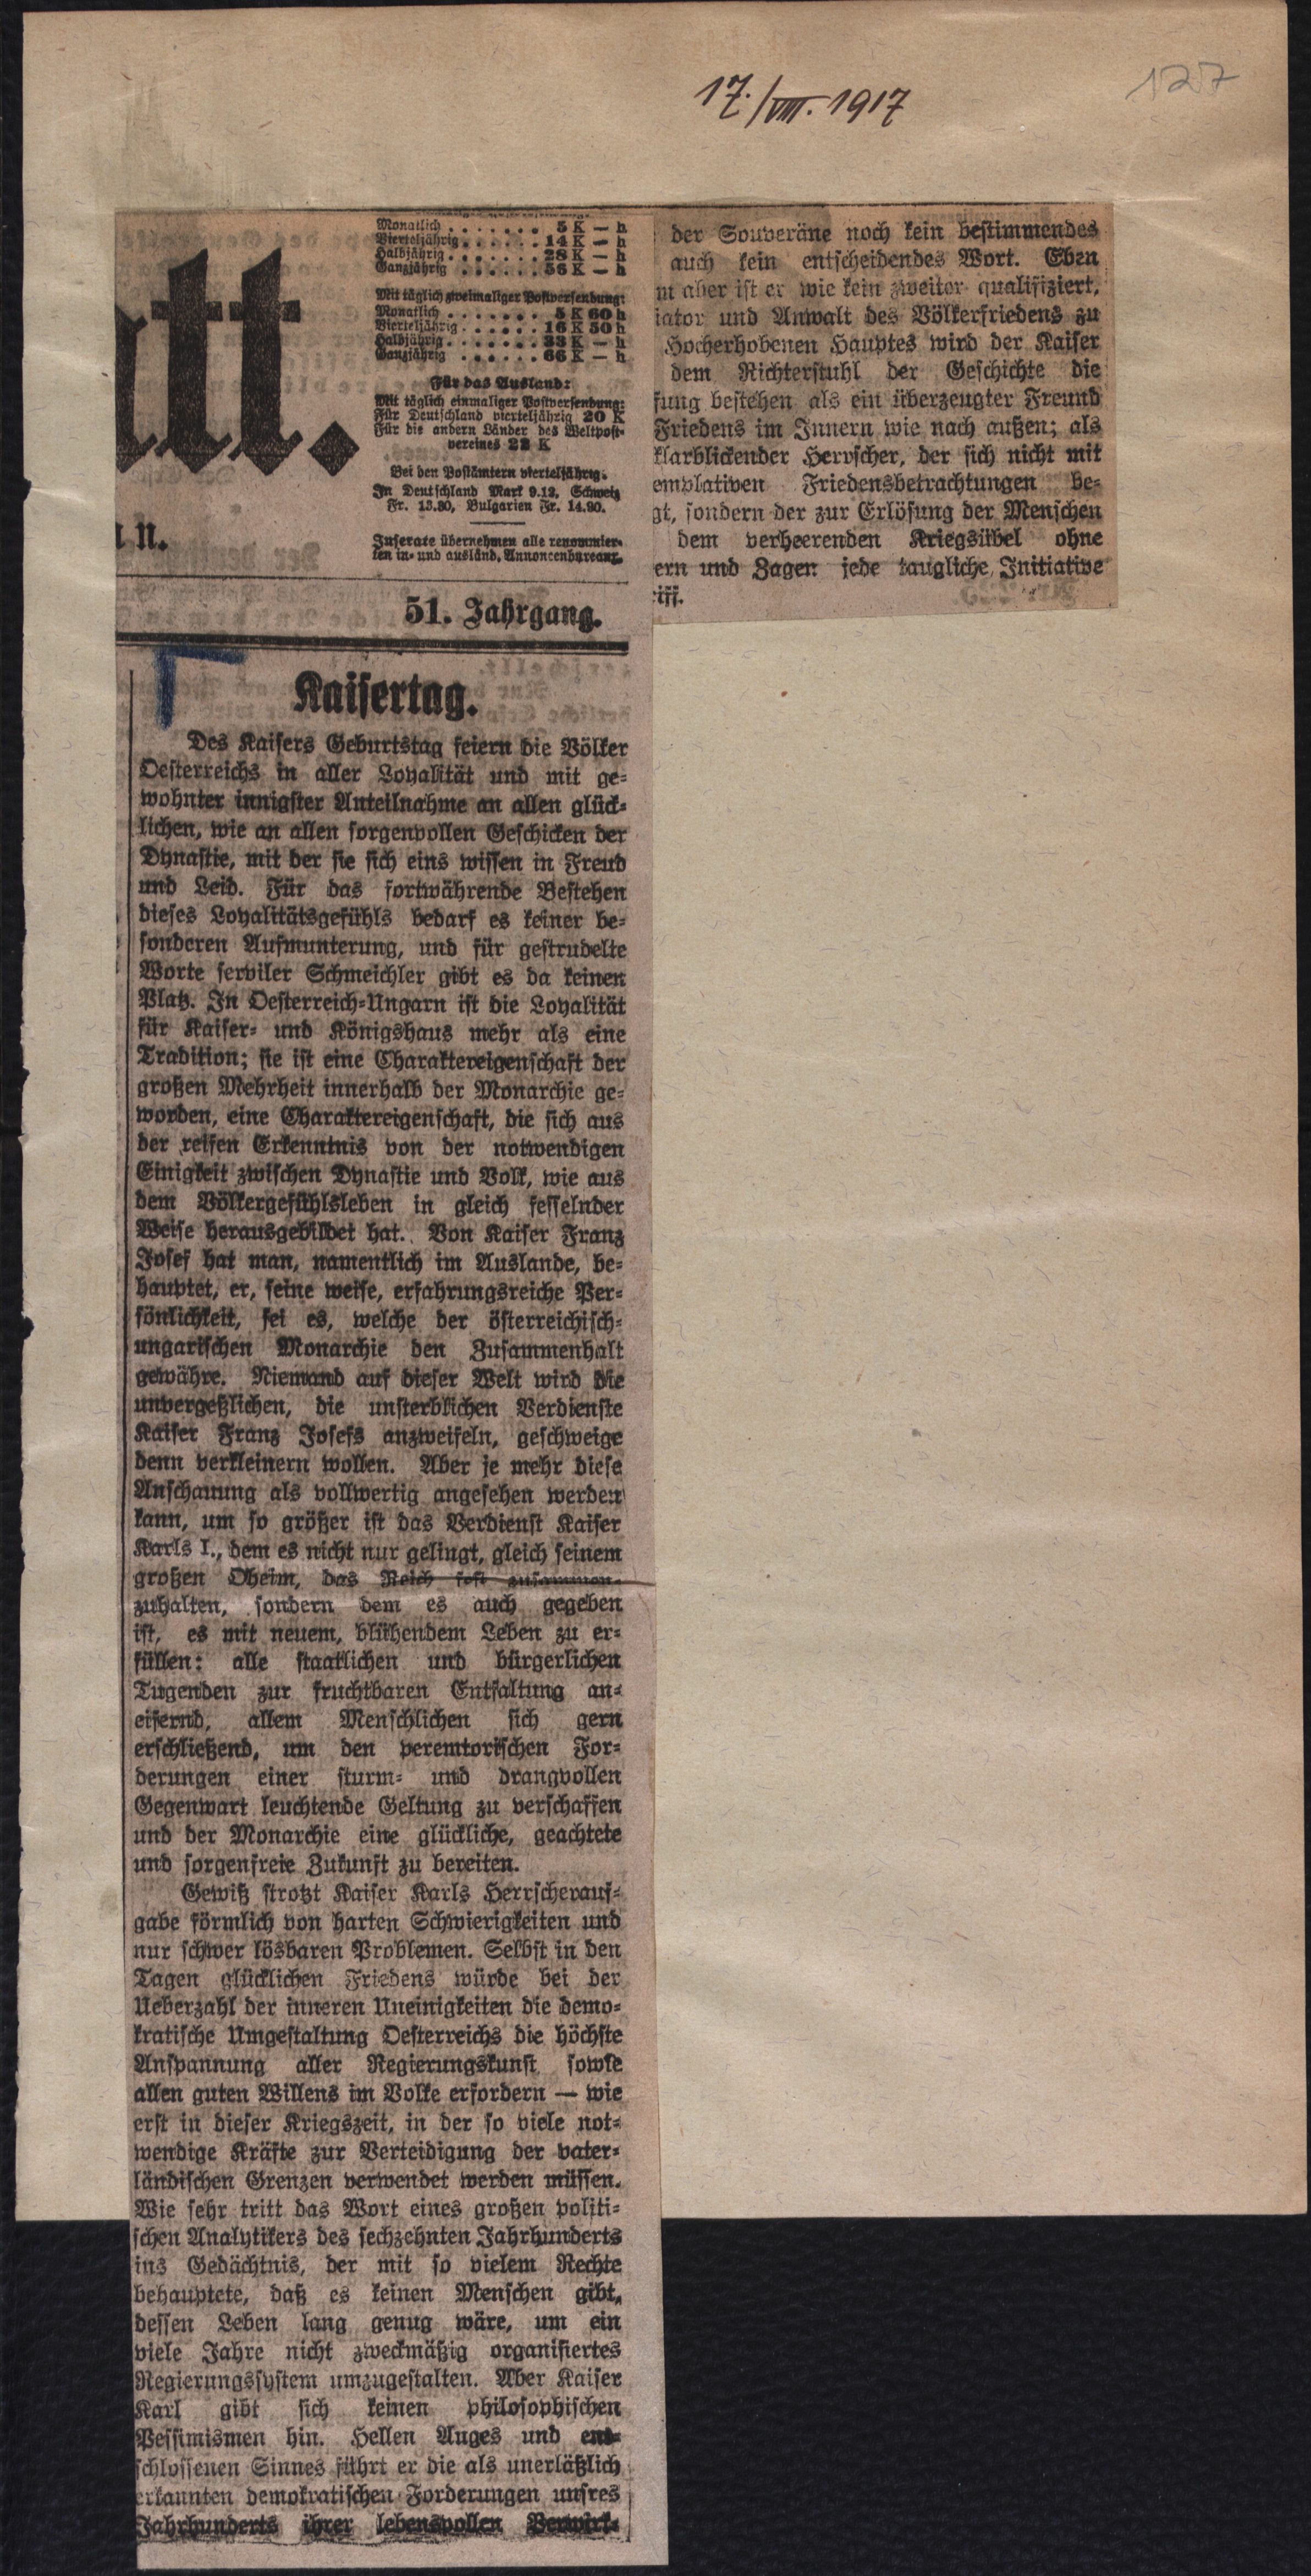 17./VIII. 1917
127
Monatlich . . . . . . . 5 K — h
Vierteljährig . . . . . . 14 K — h
Halbjährig . . . . . . . 28 K — h
Ganzjährig . . . . . . 56 K — h
Mit täglich zweimaliger Postversendung:
Monatlich . . . . . . . 5 K 60 h
Vierteljährig . . . . . . 16 K 50 h
Halbjährig . . . . . . . 33 K — h
Ganzjährig . . . . . . 66 K — h
Für das Ausland:
Mit täglich einmaliger Postversendung:
Für Deutschland vierteljährig 20 K
Für die andern Länder des Weltpost-
vereines 22 K
Bei den Postämtern vierteljährig:
In Deutschland Mark 9.12, Schweiz
Fr. 13.80, Bulgarien Fr. 14.90.
Inserate übernehmen alle renommier-
ten in- und ausländ. Annoncenbureaux.
tt.
n.
51. Jahrgang.
Kaisertag.
Des Kaisers Geburtstag feiern die Völker
Oesterreichs in aller Loyalität und mit ge-
wohnter innigster Anteilnahme an allen glück-
lichen, wie an allen sorgenvollen Geschicken der
Dynastie, mit der sie sich eins wissen in Freud
und Leid. Für das fortwährende Bestehen
dieses Loyalitätsgefühls bedarf es keiner be-
sonderen Aufmunterung, und für gestrudelte
Worte serviler Schmeichler gibt es da keinen
Platz. In Oesterreich-Ungarn ist die Loyalität
für Kaiser- und Königshaus mehr als eine
Tradition; sie ist eine Charaktereigenschaft der
großen Mehrheit innerhalb der Monarchie ge-
worden, eine Charaktereigenschaft, die sich aus
der reifen Erkenntnis von der notwendigen
Einigkeit zwischen Dynastie und Volk, wie aus
dem Völkergefühlsleben in gleich fesselnder
Weise herausgebildet hat. Von Kaiser Franz
Josef hat man, namentlich im Auslande, be-
hauptet, er, seine weise, erfahrungsreiche Per-
sönlichkeit, sei es, welche der österreichisch-
ungarischen Monarchie den Zusammenhalt
gewähre. Niemand auf dieser Welt wird die
unvergeßlichen, die unsterblichen Verdienste
Kaiser Franz Josefs anzweifeln, geschweige
denn verkleinern wollen. Aber je mehr diese
Anschauung als vollwertig angesehen werden
kann, um so größer ist das Verdienst Kaiser
Karls I., dem es nicht nur gelingt, gleich seinem
großen Oheim, das Reich fest zusammen-
zuhalten, sondern dem es auch gegeben
ist, es mit neuem, blühendem Leben zu er-
füllen: alle staatlichen und bürgerlichen
Tugenden zur fruchtbaren Entfaltung an-
eifernd, allem Menschlichen sich gern
erschließend, um den peremtorischen For-
derungen einer sturm- und drangvollen
Gegenwart leuchtende Geltung zu verschaffen
und der Monarchie eine glückliche, geachtete
und sorgenfreie Zukunft zu bereiten.
Gewiß strotzt Kaiser Karls Herrscherauf-
gabe förmlich von harten Schwierigkeiten und
nur schwer lösbaren Problemen. Selbst in den
Tagen glücklichen Friedens würde bei der
Ueberzahl der inneren Uneinigkeiten die demo-
kratische Umgestaltung Oesterreichs die höchste
Anspannung aller Regierungskunst sowie
allen guten Willens im Volke erfordern — wie
erst in dieser Kriegszeit, in der so viele not-
wendige Kräfte zur Verteidigung der vater-
ländischen Grenzen verwendet werden müssen.
Wie sehr tritt das Wort eines großen politi-
schen Analytikers des sechzehnten Jahrhunderts
ins Gedächtnis, der mit so vielem Rechte
behauptete, daß es keinen Menschen gibt,
dessen Leben lang genug wäre, um ein
viele Jahre nicht zweckmäßig organisiertes
Regierungssystem umzugestalten. Aber Kaiser
Karl gibt sich keinen philosophischen
Pessimismen hin. Hellen Auges und ent-
schlossenen Sinnes führt er die als unerläßlich
erkannten demokratischen Forderungen unsres
Jahrhunderts ihrer lebensvollen Verwirk-
der Souveräne noch kein bestimmendes
auch kein entscheidendes Wort. Eben
m aber ist er wie kein zweiter qualifiziert,
iator und Anwalt des Völkerfriedens zu
Hocherhobenen Hauptes wird der Kaiser
dem Richterstuhl der Geschichte die
fung bestehen als ein überzeugter Freund
Friedens im Innern wie nach außen; als
klarblickender Herrscher, der sich nicht mit
emplativen Friedensbetrachtungen be-
gt, sondern der zur Erlösung der Menschen
dem verheerenden Kriegsübel ohne
ern und Zagen jede taugliche Initiative
riff.